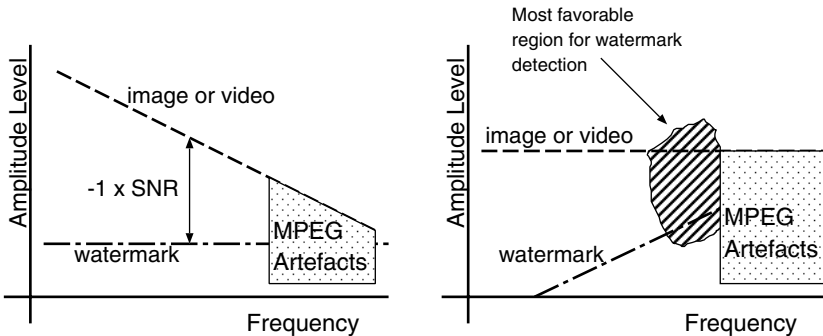 Amplitude Level
image or video
-1 x SNR
watermark
MPEG
Artefacts
Frequency
Most favorable
region for watermark
detection
Amplitude Level
image or video
watermark
MPEG
Artefacts
Frequency